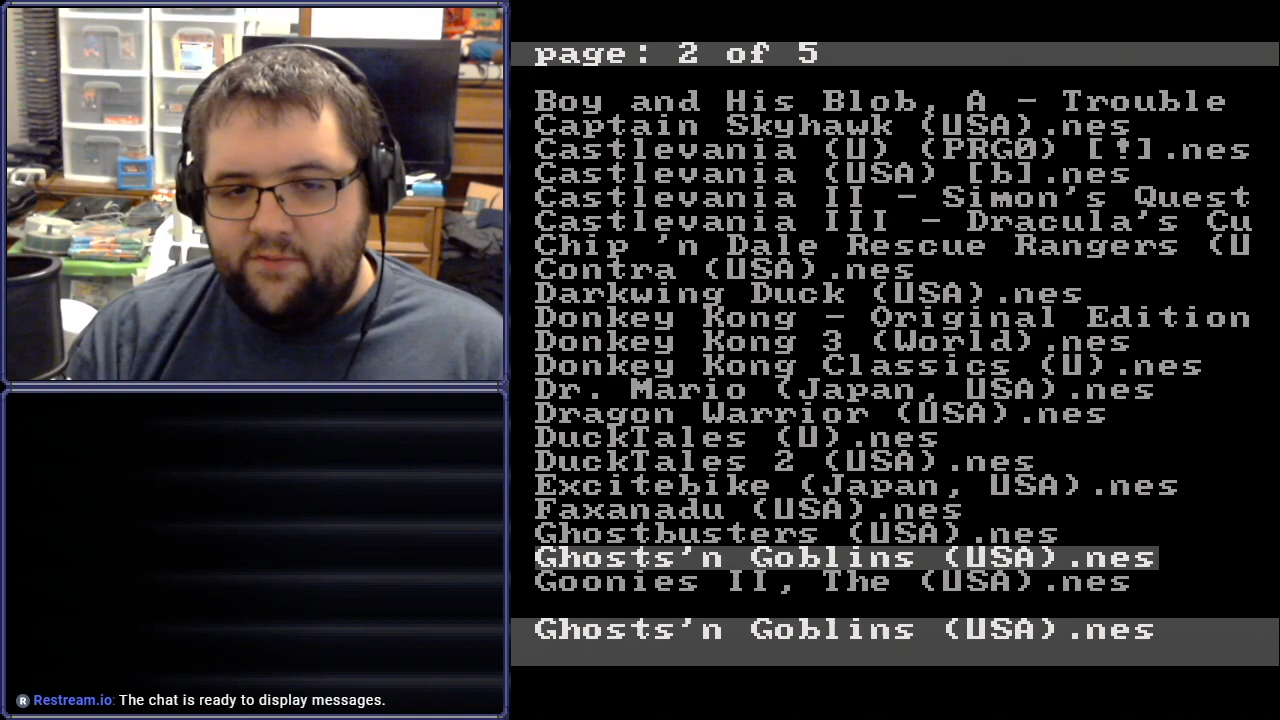 page: 2 of 5
Boy and His Blob, A - Trouble
Captain Skyhawk (USA).nes
Castlevania (U) (PRG0) [!].nes
Castlevania (USA) [b].nes
Castlevania II - Simon's Quest
Castlevania III - Dracula's Cu
Chip 'n Dale Rescue Rangers (U
Contra (USA).nes
Darkwing Duck (USA).nes
Donkey Kong - Original Edition
Donkey Kong 3 (World).nes
Donkey Kong Classics (U).nes
Dr. Mario (Japan, USA).nes
Dragon Warrior (USA).nes
DuckTales (U).nes
DuckTales 2 (USA).nes
Excitebike (Japan, USA).nes
Faxanadu (USA).nes
Ghostbusters (USA).nes
Ghosts'n Goblins (USA).nes
Goonies II, The (USA).nes
Ghosts'n Goblins (USA).nes
R Restream.io: The chat is ready to display messages.